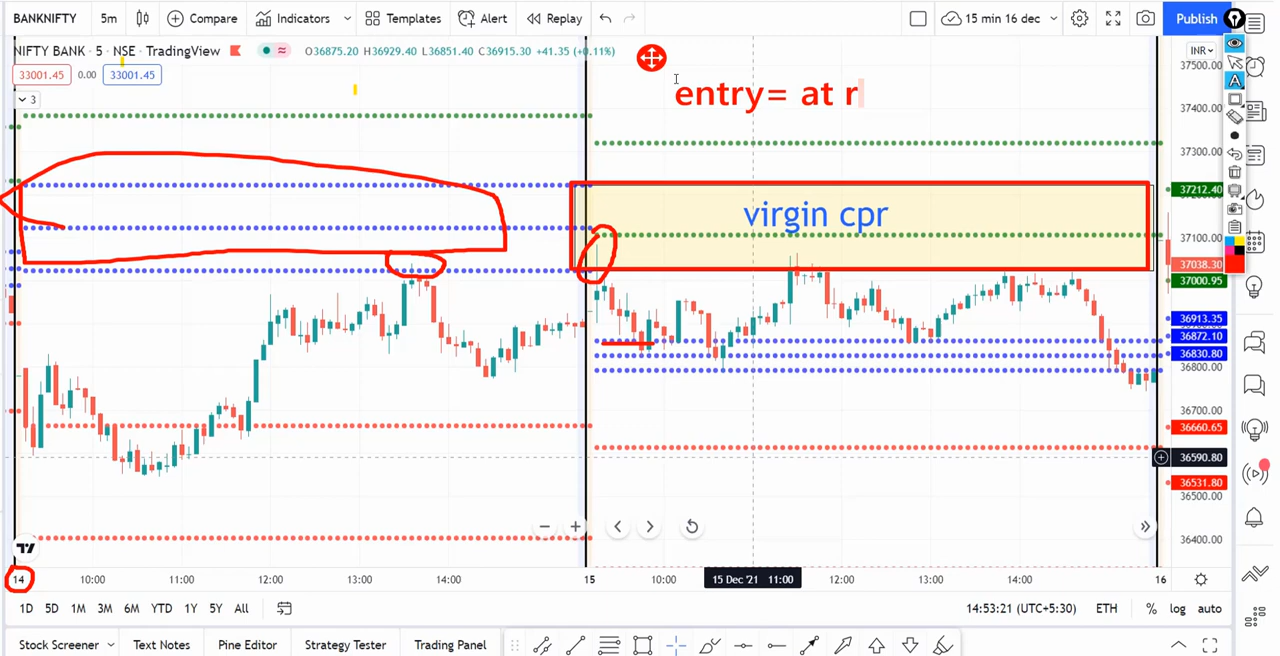 BANKNIFTY 5m Compare Indicators Templates Alert Replay 15 min 16 dec Publish
NIFTY BANK · 5 · NSE · TradingView O36875.20 H36929.40 L36851.40 C36915.30 +41.35 (+0.11%) INR
33001.45 0.00 33001.45
3
entry= at r
virgin cpr
37500.00
37400.00
37300.00
37212.40
37200.00
37100.00
37038.30
37000.95
36913.35
36872.10
36830.80
36800.00
36700.00
36660.65
36590.80
36531.80
36500.00
36400.00
14 10:00 11:00 12:00 13:00 14:00 15 10:00 15 Dec '21 11:00 12:00 13:00 14:00 16
1D 5D 1M 3M 6M YTD 1Y 5Y All 14:53:21 (UTC+5:30) ETH % log auto
Stock Screener Text Notes Pine Editor Strategy Tester Trading Panel